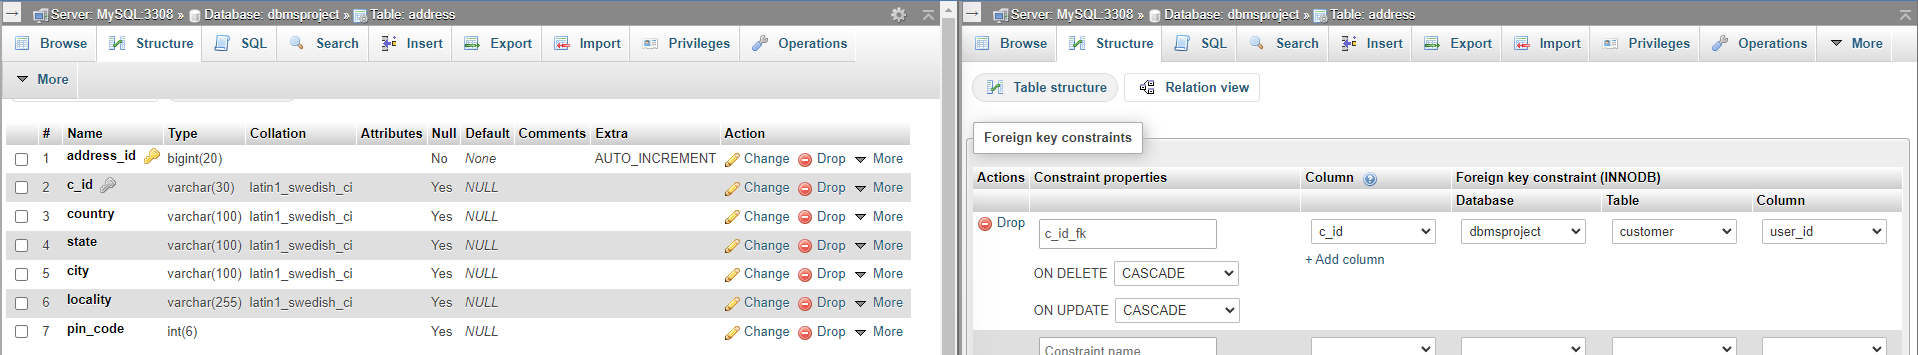 Server: MySQL:3308 » Database: dbmsproject » Table: address
Browse Structure SQL Search Insert Export Import Privileges Operations
More
# Name Type Collation Attributes Null Default Comments Extra Action
1 address_id bigint(20) No None AUTO_INCREMENT Change Drop More
2 c_id varchar(30) latin1_swedish_ci Yes NULL Change Drop More
3 country varchar(100) latin1_swedish_ci Yes NULL Change Drop More
4 state varchar(100) latin1_swedish_ci Yes NULL Change Drop More
5 city varchar(100) latin1_swedish_ci Yes NULL Change Drop More
6 locality varchar(255) latin1_swedish_ci Yes NULL Change Drop More
7 pin_code int(6) Yes NULL Change Drop More
Server: MySQL:3308 » Database: dbmsproject » Table: address
Browse Structure SQL Search Insert Export Import Privileges Operations More
Table structure Relation view
Foreign key constraints
Actions Constraint properties Column Foreign key constraint (INNODB)
Database Table Column
Drop c_id_fk c_id dbmsproject customer user_id
+ Add column
ON DELETE CASCADE
ON UPDATE CASCADE
Constraint name